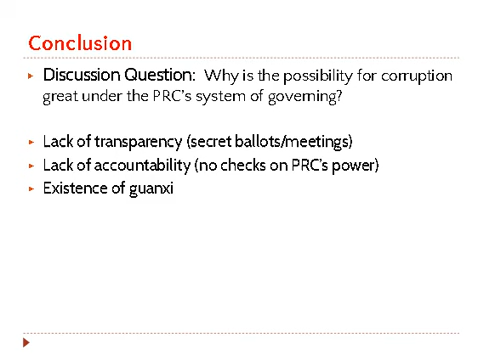 Conclusion
Discussion Question: Why is the possibility for corruption
great under the PRC's system of governing?
Lack of transparency (secret ballots/meetings)
Lack of accountability (no checks on PRC's power)
Existence of guanxi